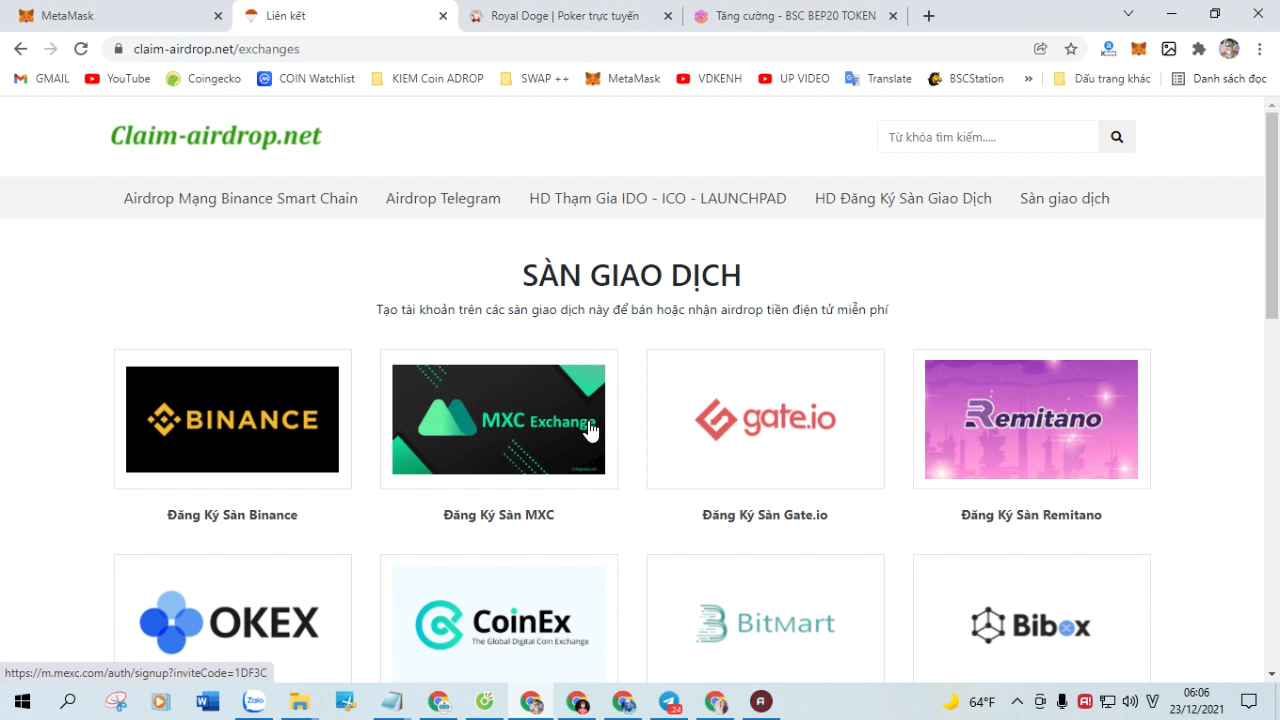 MetaMask
Liên kết
Royal Doge | Poker trực tuyến
Tăng cường - BSC BEP20 TOKEN
claim-airdrop.net/exchanges
GMAIL
YouTube
Coingecko
COIN Watchlist
KIEM Coin ADROP
SWAP ++
MetaMask
VDKENH
UP VIDEO
Translate
BSCStation
»
Dấu trang khác
Danh sách đọc
Claim-airdrop.net
Từ khóa tìm kiếm.....
Airdrop Mạng Binance Smart Chain
Airdrop Telegram
HD Thạm Gia IDO - ICO - LAUNCHPAD
HD Đăng Ký Sàn Giao Dịch
Sàn giao dịch
SÀN GIAO DỊCH
Tạo tài khoản trên các sàn giao dịch này để bán hoặc nhận airdrop tiền điện tử miễn phí
BINANCE
MXC Exchange
gate.io
Remitano
Đăng Ký Sàn Binance
Đăng Ký Sàn MXC
Đăng Ký Sàn Gate.io
Đăng Ký Sàn Remitano
OKEX
CoinEx
The Global Digital Coin Exchange
BitMart
Bibox
https://m.mexc.com/auth/signup?inviteCode=1DF3C
Zalo
24
64°F
06:06
23/12/2021